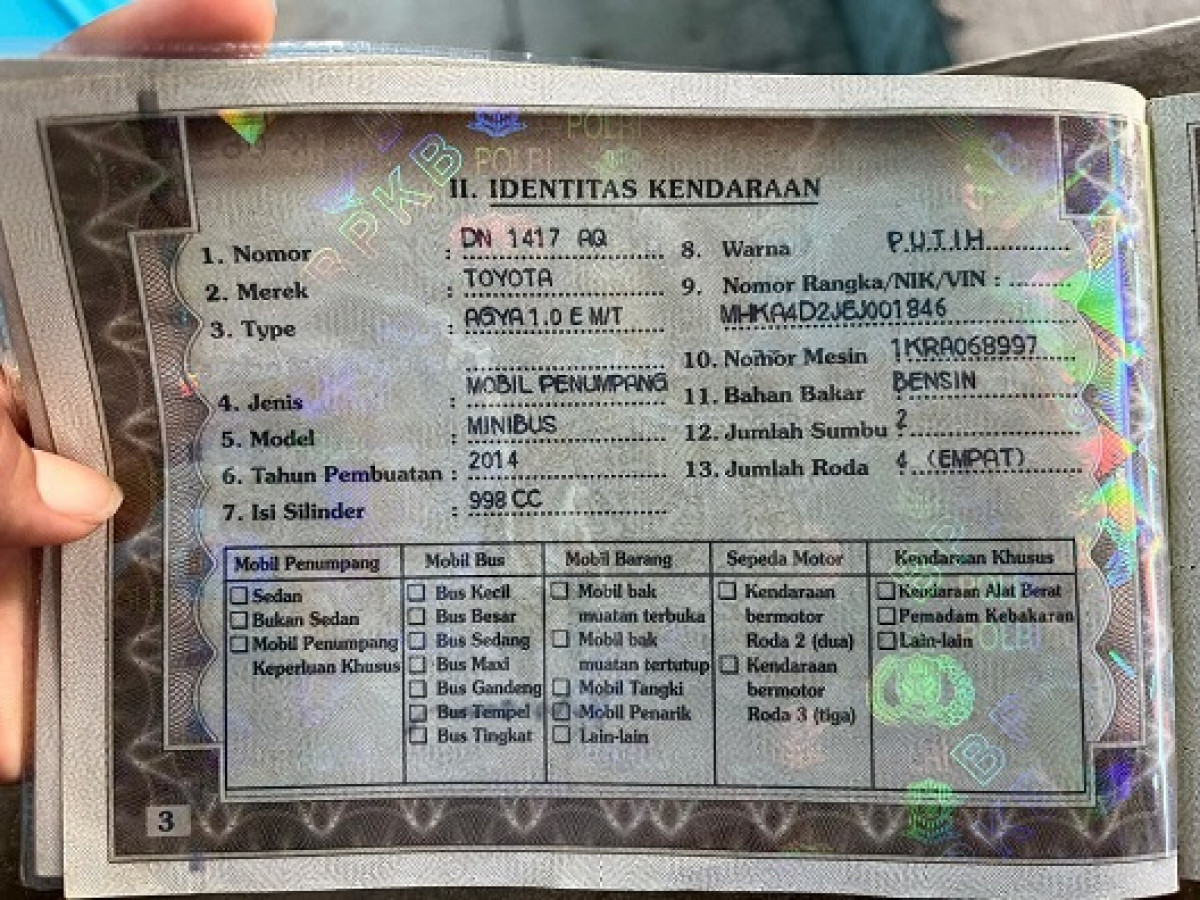 POLRI
POLRI
BPKB
II. IDENTITAS KENDARAAN
1. Nomor : DN 1417 AQ
2. Merek : TOYOTA
3. Type : AGYA 1.0 E M/T
4. Jenis : MOBIL PENUMPANG
5. Model : MINIBUS
6. Tahun Pembuatan : 2014
7. Isi Silinder : 998 CC
8. Warna PUTIH
9. Nomor Rangka/NIK/VIN :
MHKA4D2JEJ001846
10. Nomor Mesin 1KRA068997
11. Bahan Bakar : BENSIN
12. Jumlah Sumbu : 2
13. Jumlah Roda 4 (EMPAT)
Mobil Penumpang
Sedan
Bukan Sedan
Mobil Penumpang
Keperluan Khusus
Mobil Bus
Bus Kecil
Bus Besar
Bus Sedang
Bus Maxi
Bus Gandeng
Bus Tempel
Bus Tingkat
Mobil Barang
Mobil bak
muatan terbuka
Mobil bak
muatan tertutup
Mobil Tangki
Mobil Penarik
Lain-lain
Sepeda Motor
Kendaraan
bermotor
Roda 2 (dua)
Kendaraan
bermotor
Roda 3 (tiga)
Kendaraan Khusus
Kendaraan Alat Berat
Pemadam Kebakaran
Lain-lain
POLRI
3